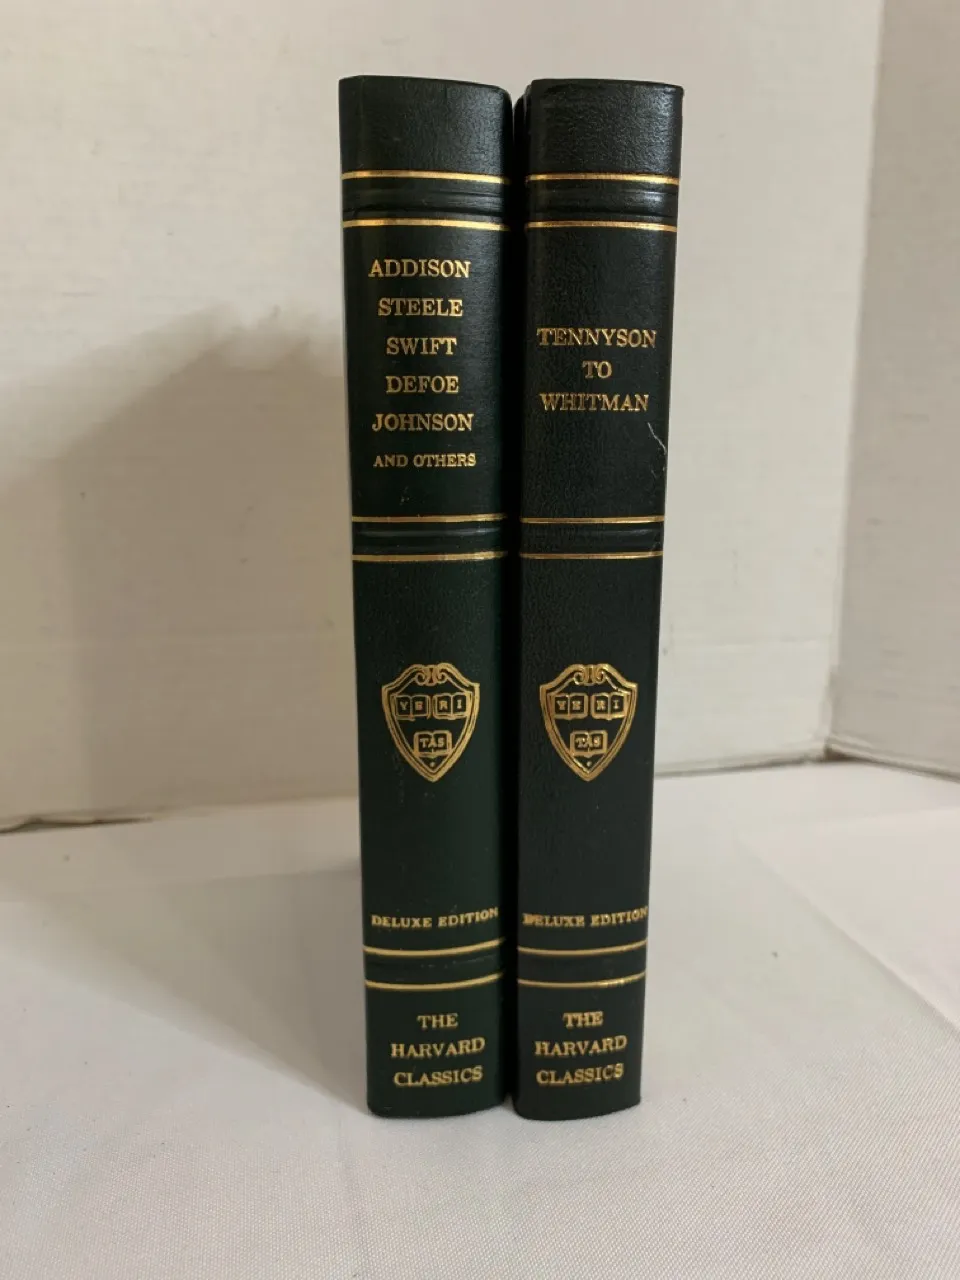 ADDISON
STEELE
SWIFT
DEFOE
JOHNSON
AND OTHERS
VE RI
TAS
DELUXE EDITION
THE
HARVARD
CLASSICS
TENNYSON
TO
WHITMAN
VE RI
TAS
DELUXE EDITION
THE
HARVARD
CLASSICS